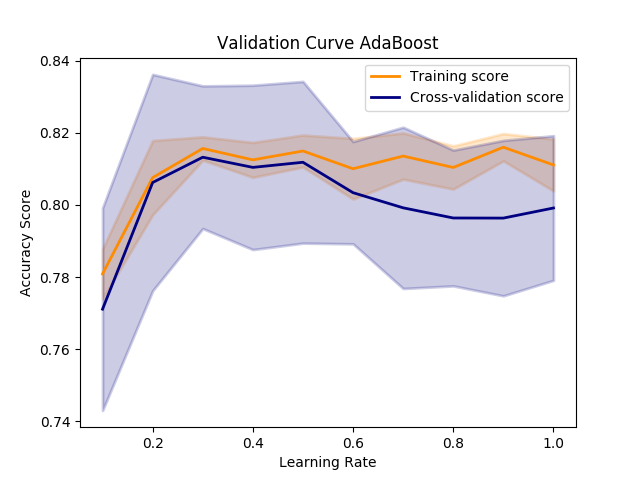 Validation Curve AdaBoost
Training score
Cross-validation score
Accuracy Score
0.84
0.82
0.80
0.78
0.76
0.74
0.2
0.4
0.6
0.8
1.0
Learning Rate